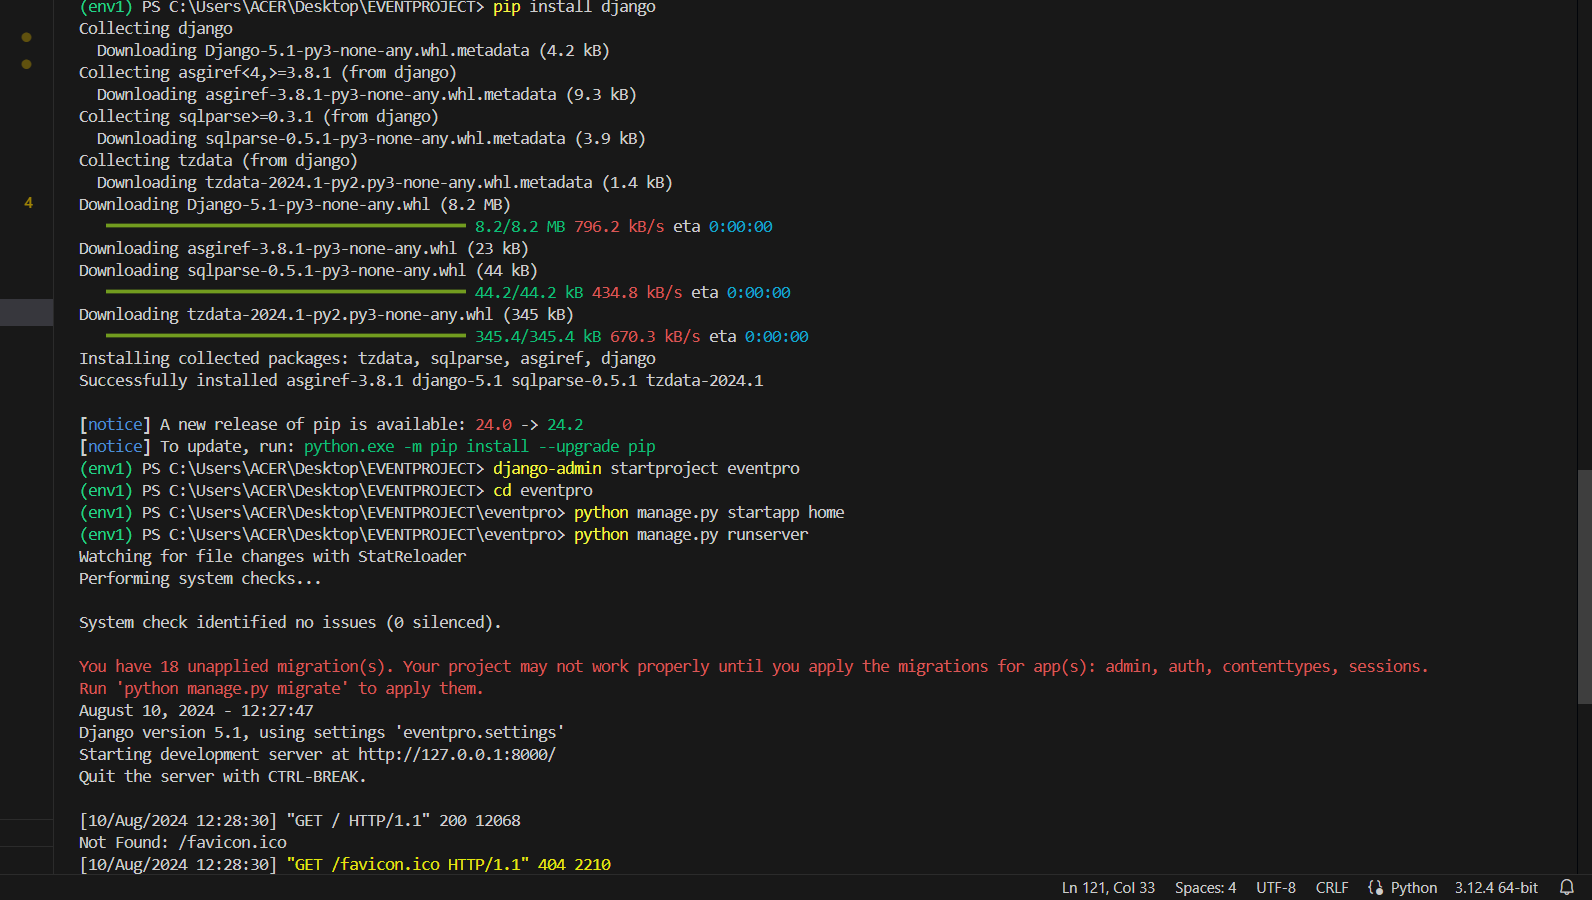 (env1) PS C:\Users\ACER\Desktop\EVENTPROJECT> pip install django
Collecting django
  Downloading Django-5.1-py3-none-any.whl.metadata (4.2 kB)
Collecting asgiref<4,>=3.8.1 (from django)
  Downloading asgiref-3.8.1-py3-none-any.whl.metadata (9.3 kB)
Collecting sqlparse>=0.3.1 (from django)
  Downloading sqlparse-0.5.1-py3-none-any.whl.metadata (3.9 kB)
Collecting tzdata (from django)
  Downloading tzdata-2024.1-py2.py3-none-any.whl.metadata (1.4 kB)
4
Downloading Django-5.1-py3-none-any.whl (8.2 MB)
8.2/8.2 MB 796.2 kB/s eta 0:00:00
Downloading asgiref-3.8.1-py3-none-any.whl (23 kB)
Downloading sqlparse-0.5.1-py3-none-any.whl (44 kB)
44.2/44.2 kB 434.8 kB/s eta 0:00:00
Downloading tzdata-2024.1-py2.py3-none-any.whl (345 kB)
345.4/345.4 kB 670.3 kB/s eta 0:00:00
Installing collected packages: tzdata, sqlparse, asgiref, django
Successfully installed asgiref-3.8.1 django-5.1 sqlparse-0.5.1 tzdata-2024.1
[notice] A new release of pip is available: 24.0 -> 24.2
[notice] To update, run: python.exe -m pip install --upgrade pip
(env1) PS C:\Users\ACER\Desktop\EVENTPROJECT> django-admin startproject eventpro
(env1) PS C:\Users\ACER\Desktop\EVENTPROJECT> cd eventpro
(env1) PS C:\Users\ACER\Desktop\EVENTPROJECT\eventpro> python manage.py startapp home
(env1) PS C:\Users\ACER\Desktop\EVENTPROJECT\eventpro> python manage.py runserver
Watching for file changes with StatReloader
Performing system checks...
System check identified no issues (0 silenced).
You have 18 unapplied migration(s). Your project may not work properly until you apply the migrations for app(s): admin, auth, contenttypes, sessions.
Run 'python manage.py migrate' to apply them.
August 10, 2024 - 12:27:47
Django version 5.1, using settings 'eventpro.settings'
Starting development server at http://127.0.0.1:8000/
Quit the server with CTRL-BREAK.
[10/Aug/2024 12:28:30] "GET / HTTP/1.1" 200 12068
Not Found: /favicon.ico
[10/Aug/2024 12:28:30] "GET /favicon.ico HTTP/1.1" 404 2210
Ln 121, Col 33 Spaces: 4 UTF-8 CRLF Python 3.12.4 64-bit